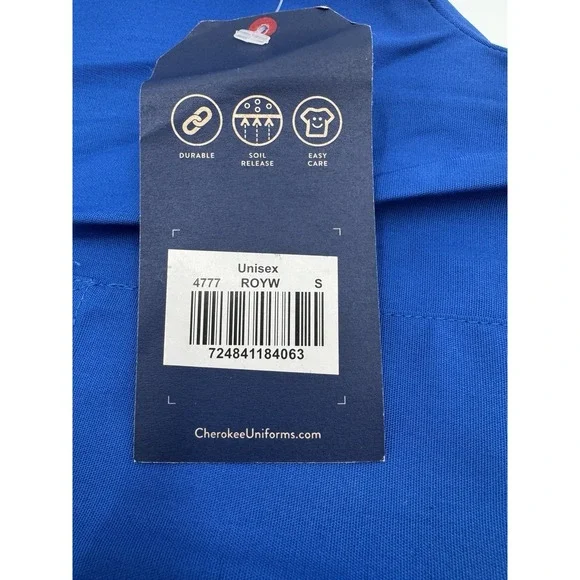 DURABLE
SOIL
RELEASE
EASY
CARE
Unisex
4777 ROYW S
724841184063
CherokeeUniforms.com